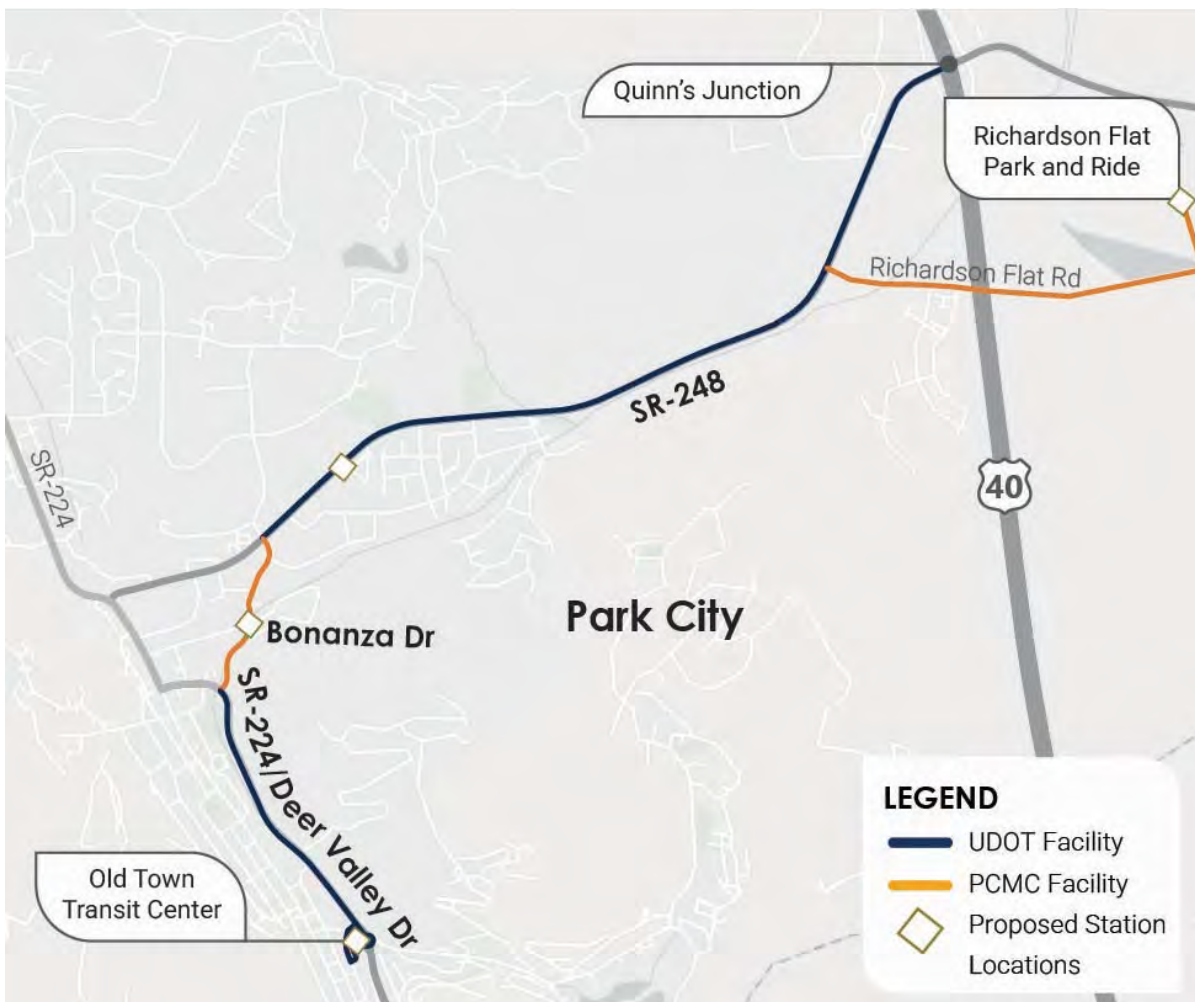 Quinn's Junction
Richardson Flat
Park and Ride
Richardson Flat Rd
SR-248
SR-224
40
Park City
Bonanza Dr
SR-224/Deer Valley Dr
Old Town
Transit Center
LEGEND
UDOT Facility
PCMC Facility
Proposed Station
Locations